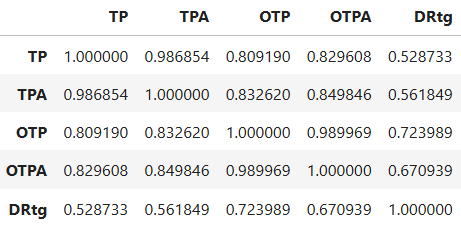 TP TPA OTP OTPA DRtg
TP 1.000000 0.986854 0.809190 0.829608 0.528733
TPA 0.986854 1.000000 0.832620 0.849846 0.561849
OTP 0.809190 0.832620 1.000000 0.989969 0.723989
OTPA 0.829608 0.849846 0.989969 1.000000 0.670939
DRtg 0.528733 0.561849 0.723989 0.670939 1.000000